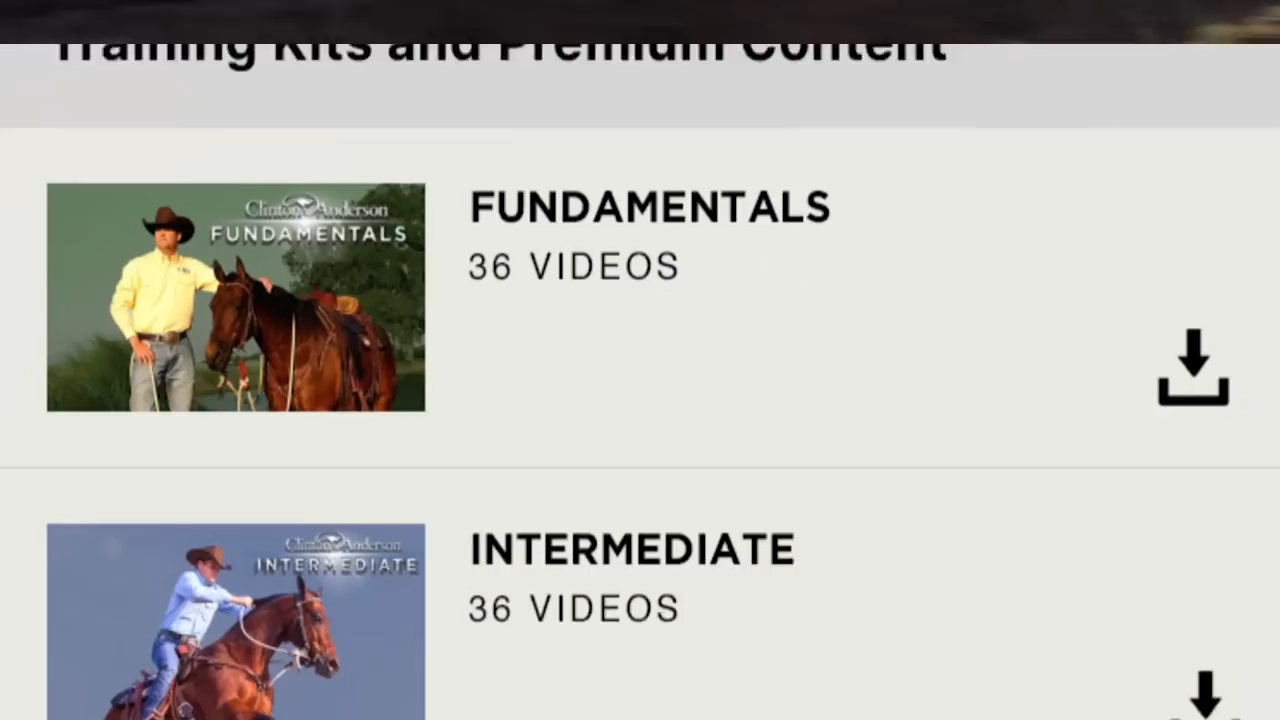 Training Kits and Premium Content
Clinton Anderson
FUNDAMENTALS
FUNDAMENTALS
36 VIDEOS
Clinton Anderson
INTERMEDIATE
INTERMEDIATE
36 VIDEOS